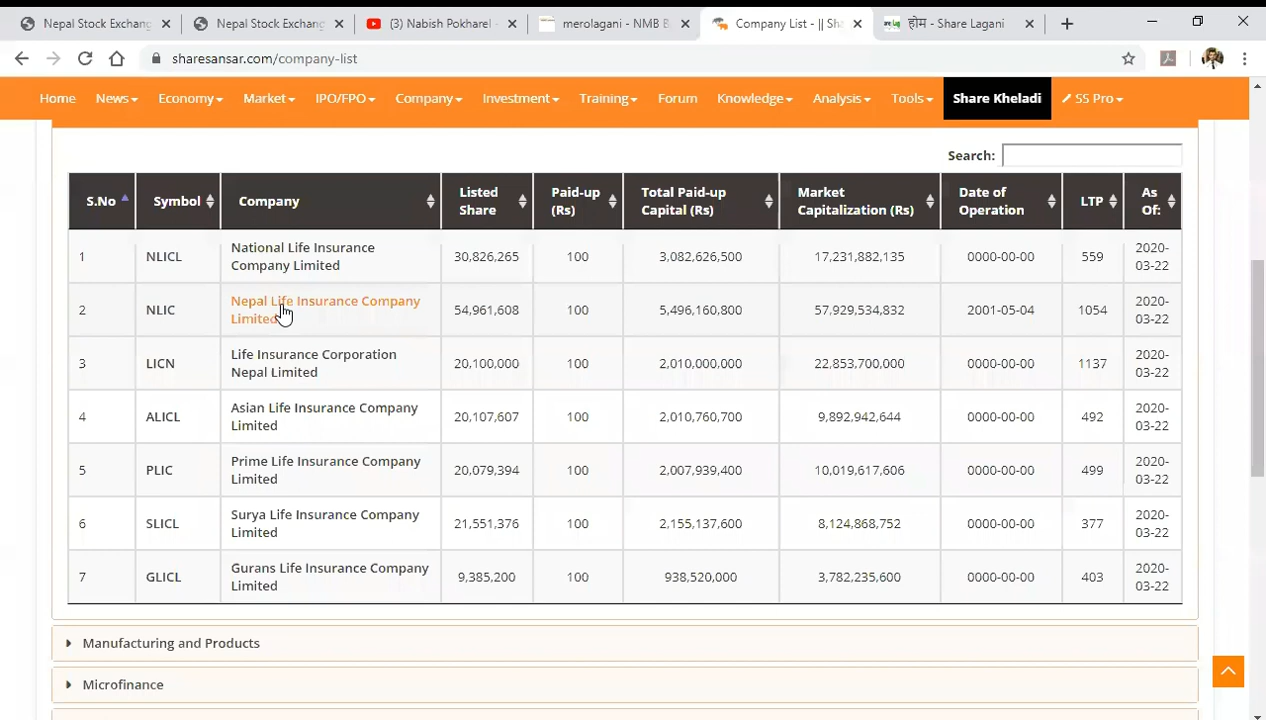 Nepal Stock Exchang
Nepal Stock Exchang
(3) Nabish Pokharel -
merolagani - NMB B
Company List - || Sha
होम - Share Lagani
sharesansar.com/company-list
Home News Economy Market IPO/FPO Company Investment Training Forum Knowledge Analysis Tools Share Kheladi SS Pro
Search:
S.No Symbol Company Listed Share Paid-up (Rs) Total Paid-up Capital (Rs) Market Capitalization (Rs) Date of Operation LTP As Of:
1 NLICL National Life Insurance Company Limited 30,826,265 100 3,082,626,500 17,231,882,135 0000-00-00 559 2020-03-22
2 NLIC Nepal Life Insurance Company Limited 54,961,608 100 5,496,160,800 57,929,534,832 2001-05-04 1054 2020-03-22
3 LICN Life Insurance Corporation Nepal Limited 20,100,000 100 2,010,000,000 22,853,700,000 0000-00-00 1137 2020-03-22
4 ALICL Asian Life Insurance Company Limited 20,107,607 100 2,010,760,700 9,892,942,644 0000-00-00 492 2020-03-22
5 PLIC Prime Life Insurance Company Limited 20,079,394 100 2,007,939,400 10,019,617,606 0000-00-00 499 2020-03-22
6 SLICL Surya Life Insurance Company Limited 21,551,376 100 2,155,137,600 8,124,868,752 0000-00-00 377 2020-03-22
7 GLICL Gurans Life Insurance Company Limited 9,385,200 100 938,520,000 3,782,235,600 0000-00-00 403 2020-03-22
Manufacturing and Products
Microfinance